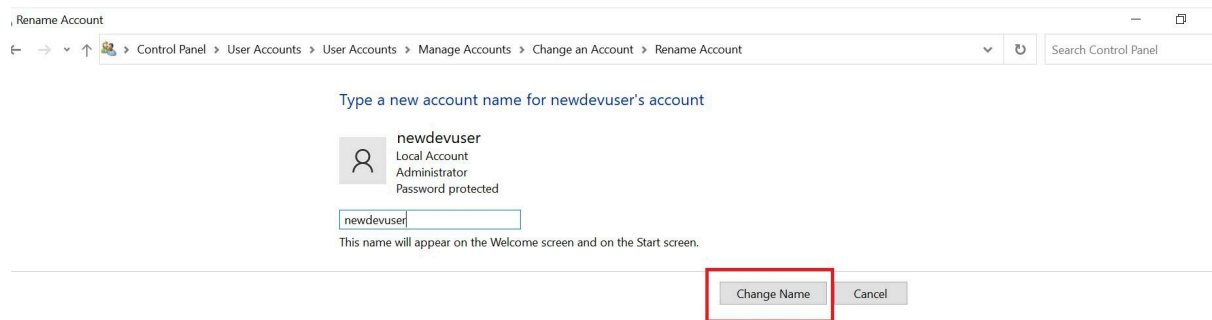 Rename Account
Control Panel > User Accounts > User Accounts > Manage Accounts > Change an Account > Rename Account
Search Control Panel
Type a new account name for newdevuser's account
newdevuser
Local Account
Administrator
Password protected
newdevuser
This name will appear on the Welcome screen and on the Start screen.
Change Name
Cancel